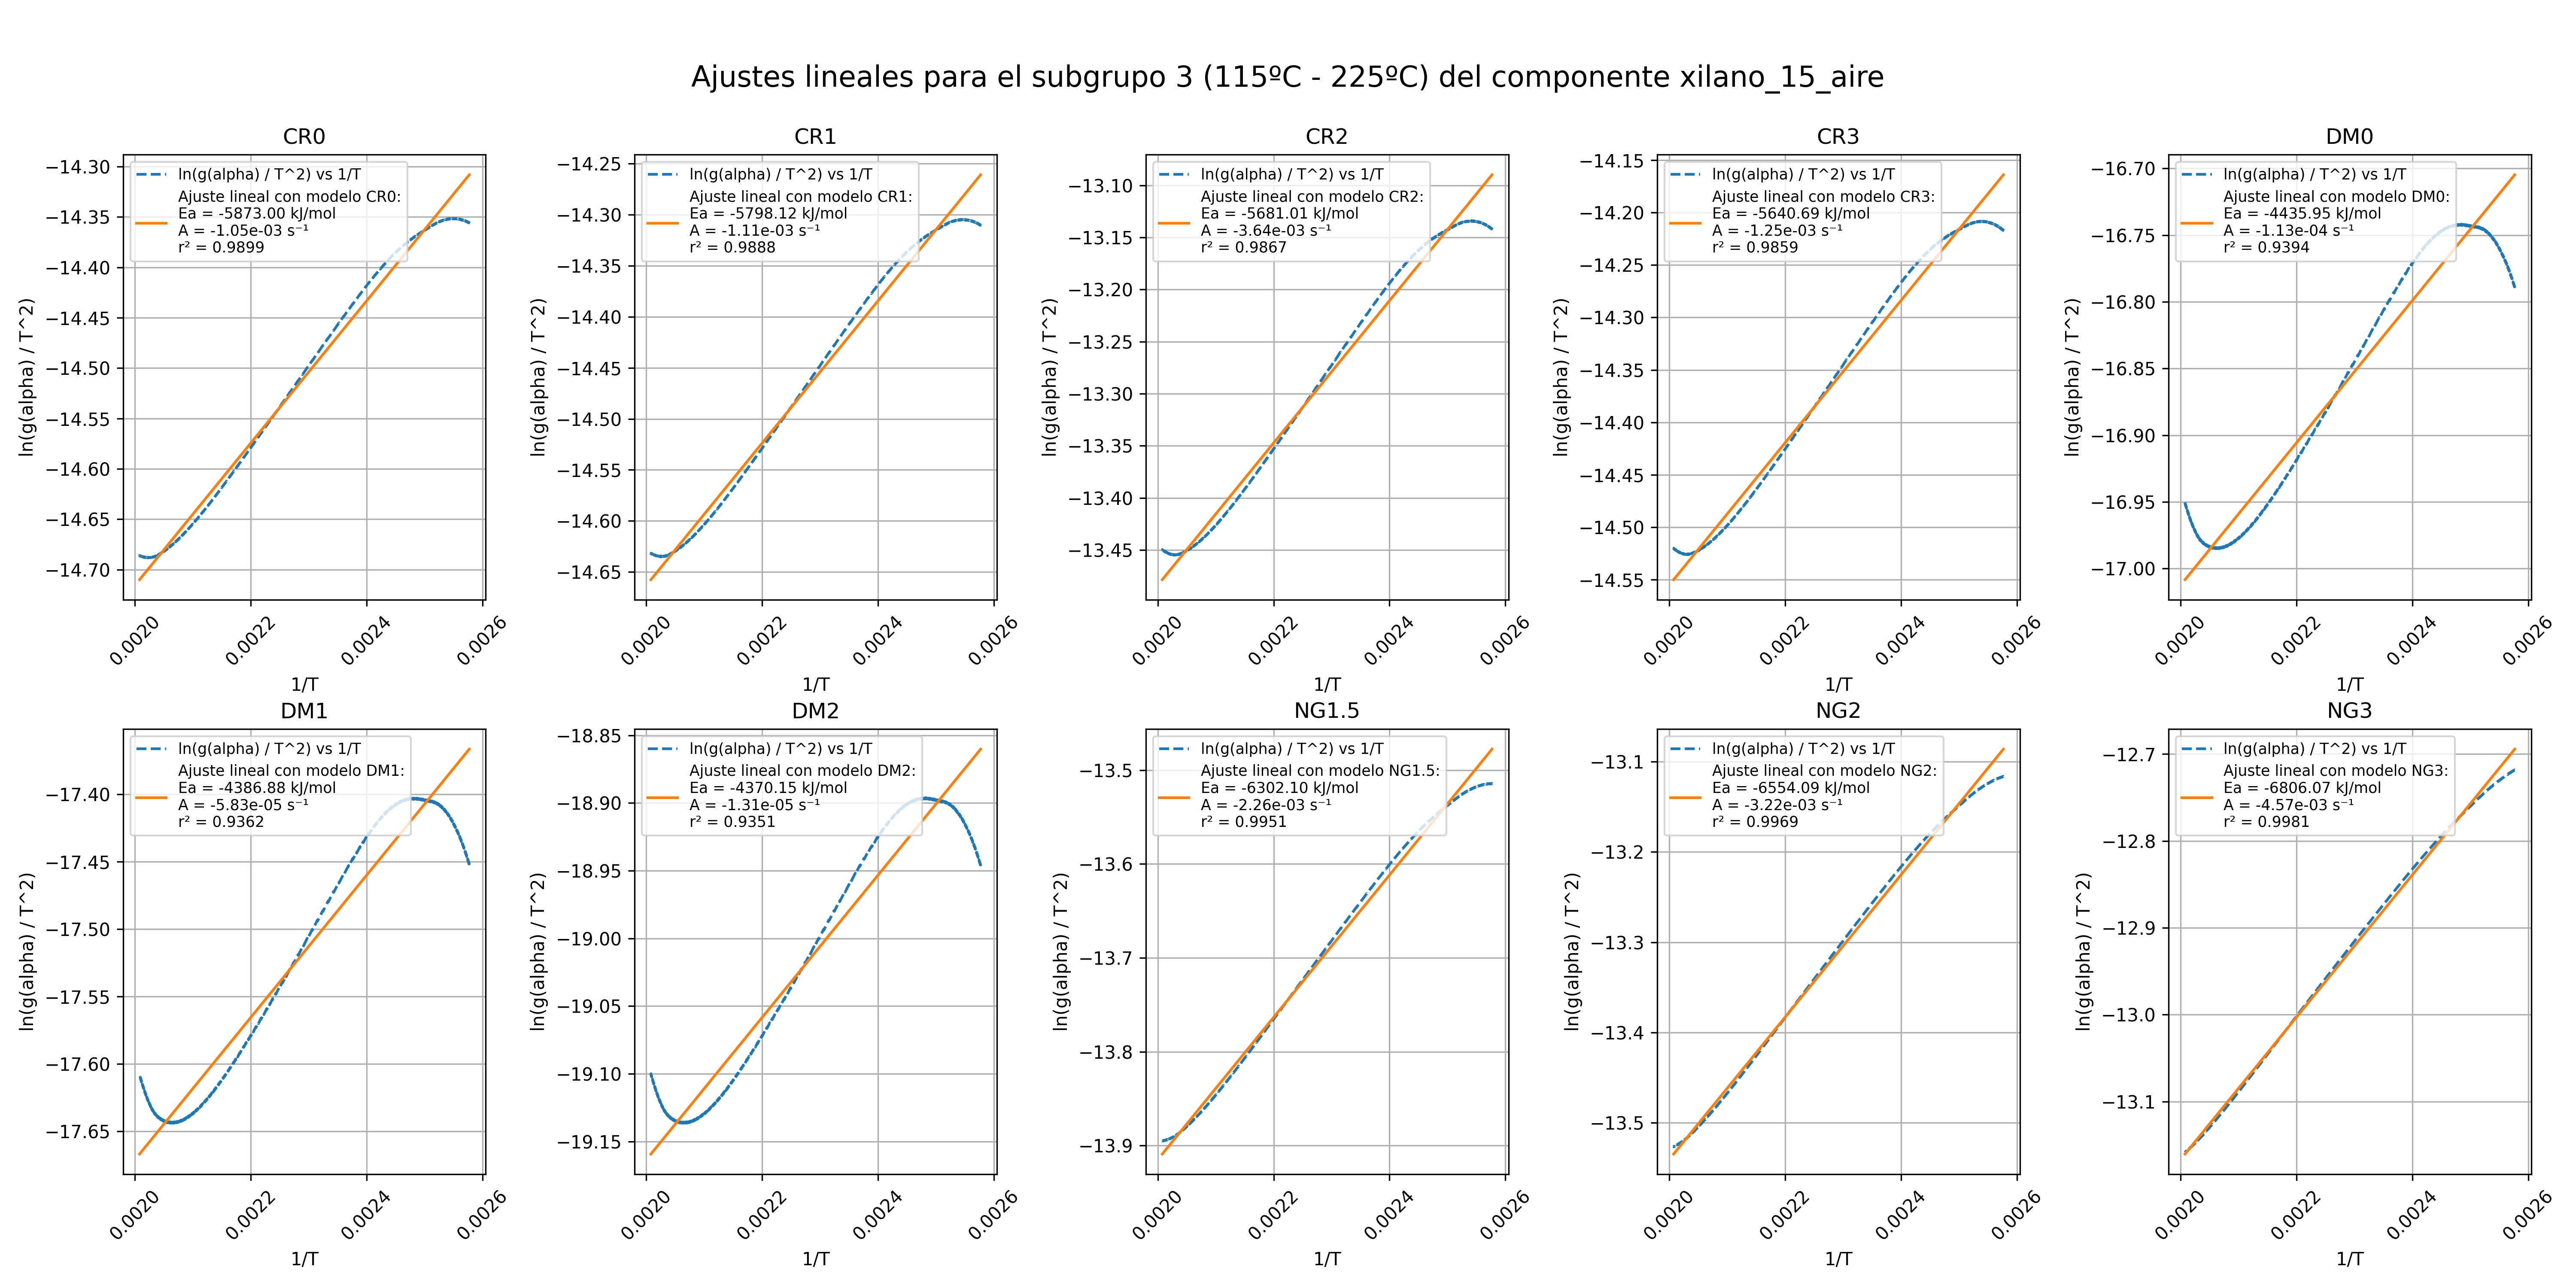 Ajustes lineales para el subgrupo 3 (115ºC - 225ºC) del componente xilano_15_aire
CR0
ln(g(alpha) / T^2) vs 1/T
Ajuste lineal con modelo CR0:
Ea = -5873.00 kJ/mol
A = -1.05e-03 s⁻¹
r² = 0.9899
−14.30
−14.35
−14.40
−14.45
−14.50
−14.55
−14.60
−14.65
−14.70
ln(g(alpha) / T^2)
0.0020
0.0022
0.0024
0.0026
1/T
CR1
ln(g(alpha) / T^2) vs 1/T
Ajuste lineal con modelo CR1:
Ea = -5798.12 kJ/mol
A = -1.11e-03 s⁻¹
r² = 0.9888
−14.25
−14.30
−14.35
−14.40
−14.45
−14.50
−14.55
−14.60
−14.65
ln(g(alpha) / T^2)
0.0020
0.0022
0.0024
0.0026
1/T
CR2
ln(g(alpha) / T^2) vs 1/T
Ajuste lineal con modelo CR2:
Ea = -5681.01 kJ/mol
A = -3.64e-03 s⁻¹
r² = 0.9867
−13.10
−13.15
−13.20
−13.25
−13.30
−13.35
−13.40
−13.45
ln(g(alpha) / T^2)
0.0020
0.0022
0.0024
0.0026
1/T
CR3
ln(g(alpha) / T^2) vs 1/T
Ajuste lineal con modelo CR3:
Ea = -5640.69 kJ/mol
A = -1.25e-03 s⁻¹
r² = 0.9859
−14.15
−14.20
−14.25
−14.30
−14.35
−14.40
−14.45
−14.50
−14.55
ln(g(alpha) / T^2)
0.0020
0.0022
0.0024
0.0026
1/T
DM0
ln(g(alpha) / T^2) vs 1/T
Ajuste lineal con modelo DM0:
Ea = -4435.95 kJ/mol
A = -1.13e-04 s⁻¹
r² = 0.9394
−16.70
−16.75
−16.80
−16.85
−16.90
−16.95
−17.00
ln(g(alpha) / T^2)
0.0020
0.0022
0.0024
0.0026
1/T
DM1
ln(g(alpha) / T^2) vs 1/T
Ajuste lineal con modelo DM1:
Ea = -4386.88 kJ/mol
A = -5.83e-05 s⁻¹
r² = 0.9362
−17.40
−17.45
−17.50
−17.55
−17.60
−17.65
ln(g(alpha) / T^2)
0.0020
0.0022
0.0024
0.0026
1/T
DM2
ln(g(alpha) / T^2) vs 1/T
Ajuste lineal con modelo DM2:
Ea = -4370.15 kJ/mol
A = -1.31e-05 s⁻¹
r² = 0.9351
−18.85
−18.90
−18.95
−19.00
−19.05
−19.10
−19.15
ln(g(alpha) / T^2)
0.0020
0.0022
0.0024
0.0026
1/T
NG1.5
ln(g(alpha) / T^2) vs 1/T
Ajuste lineal con modelo NG1.5:
Ea = -6302.10 kJ/mol
A = -2.26e-03 s⁻¹
r² = 0.9951
−13.5
−13.6
−13.7
−13.8
−13.9
ln(g(alpha) / T^2)
0.0020
0.0022
0.0024
0.0026
1/T
NG2
ln(g(alpha) / T^2) vs 1/T
Ajuste lineal con modelo NG2:
Ea = -6554.09 kJ/mol
A = -3.22e-03 s⁻¹
r² = 0.9969
−13.1
−13.2
−13.3
−13.4
−13.5
ln(g(alpha) / T^2)
0.0020
0.0022
0.0024
0.0026
1/T
NG3
ln(g(alpha) / T^2) vs 1/T
Ajuste lineal con modelo NG3:
Ea = -6806.07 kJ/mol
A = -4.57e-03 s⁻¹
r² = 0.9981
−12.7
−12.8
−12.9
−13.0
−13.1
ln(g(alpha) / T^2)
0.0020
0.0022
0.0024
0.0026
1/T